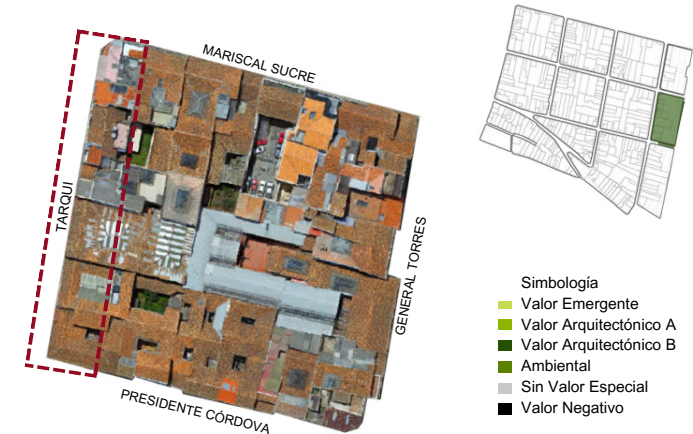 MARISCAL SUCRE
TARQUI
GENERAL TORRES
PRESIDENTE CÓRDOVA
Simbología
Valor Emergente
Valor Arquitectónico A
Valor Arquitectónico B
Ambiental
Sin Valor Especial
Valor Negativo